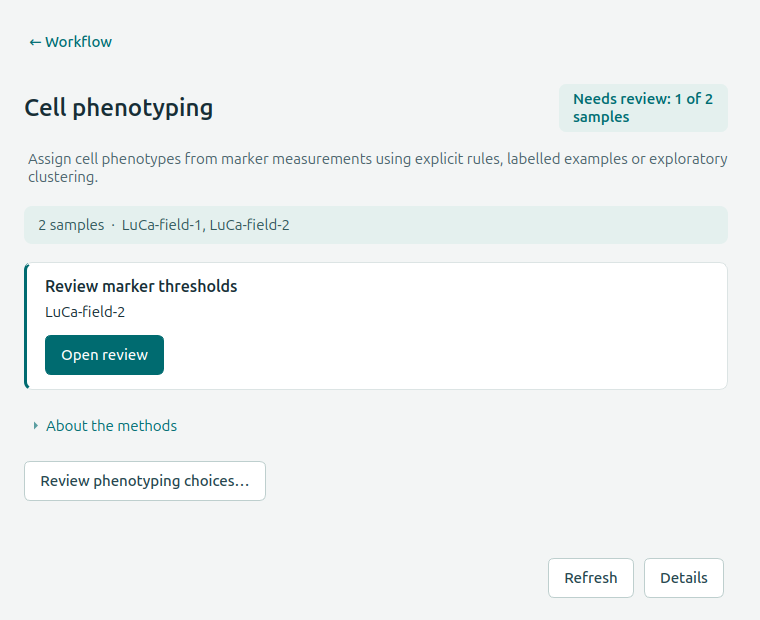 ← Workflow
Cell phenotyping
Needs review: 1 of 2
samples
Assign cell phenotypes from marker measurements using explicit rules, labelled examples or exploratory
clustering.
2 samples · LuCa-field-1, LuCa-field-2
Review marker thresholds
LuCa-field-2
Open review
About the methods
Review phenotyping choices…
Refresh
Details